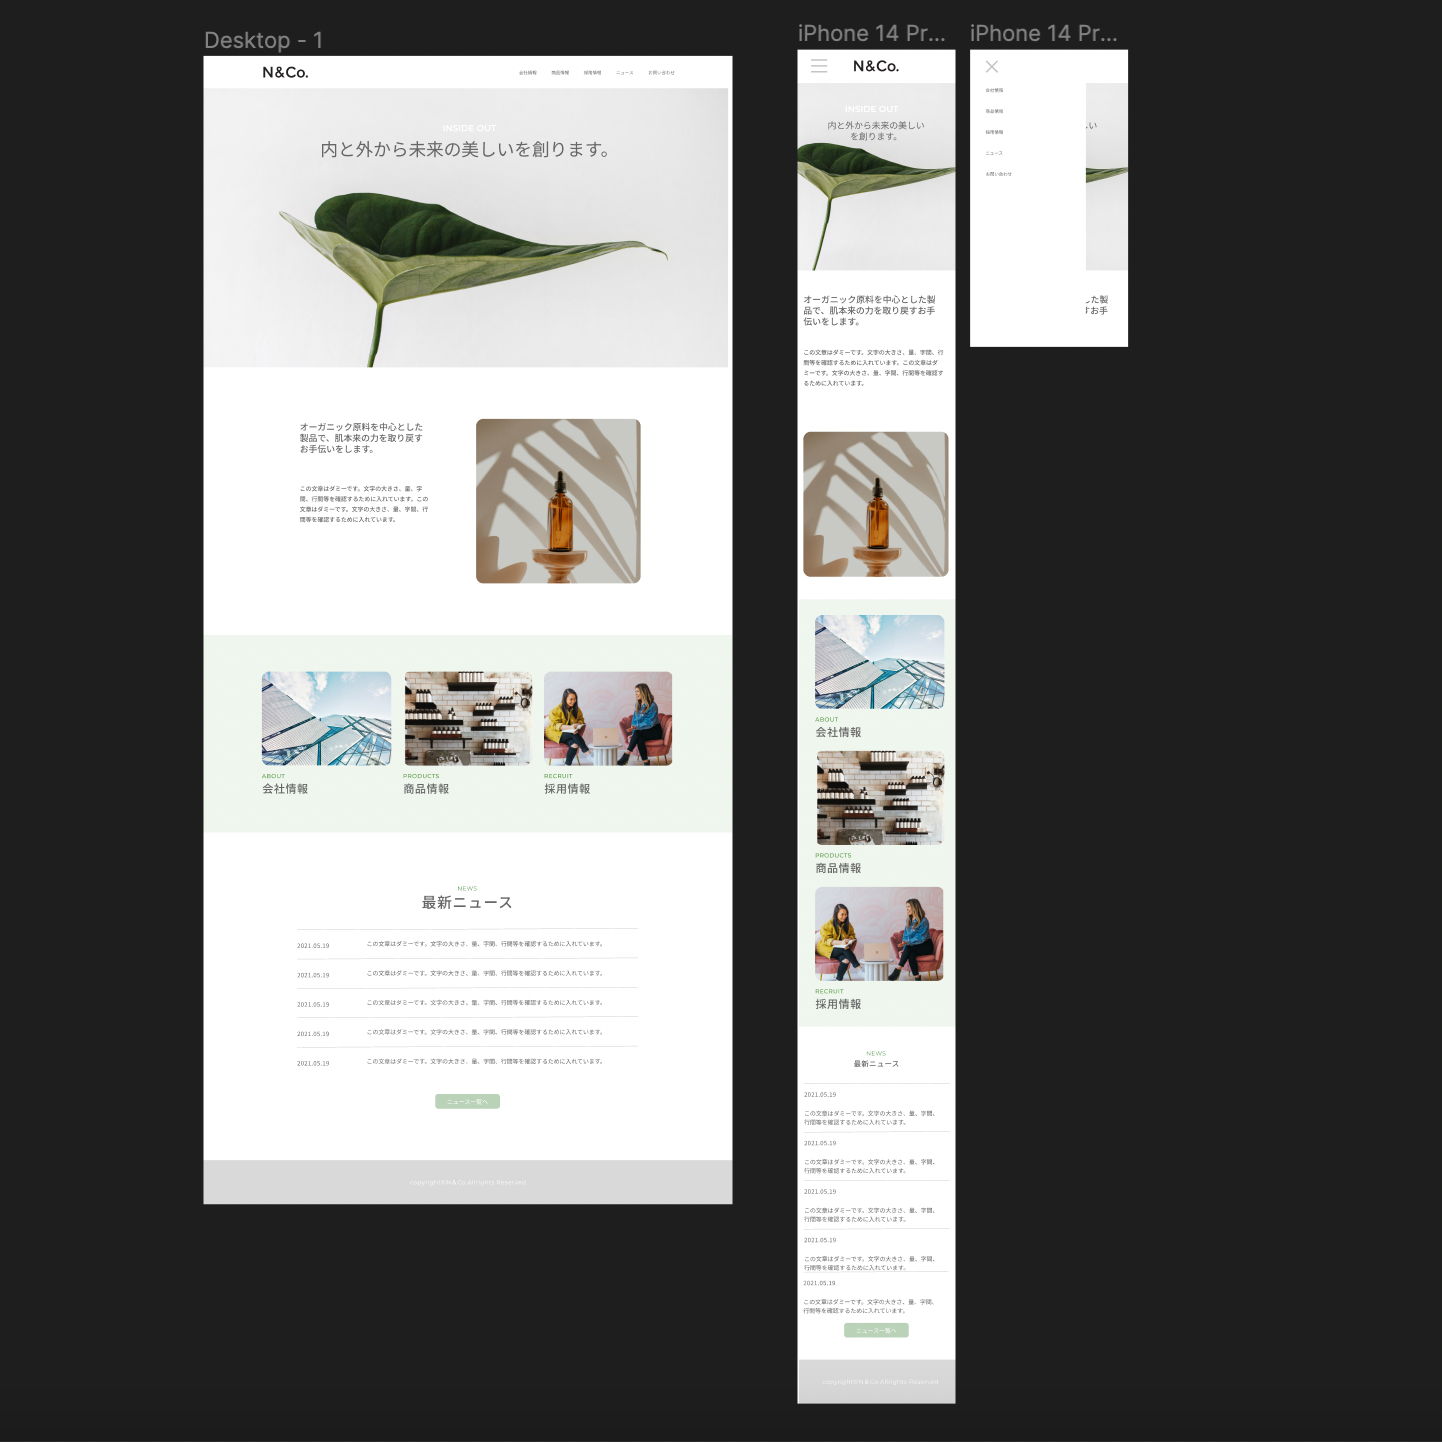 Desktop - 1
N&Co.
会社情報 商品情報 採用情報 ニュース お問い合わせ
INSIDE OUT
内と外から未来の美しいを創ります。
オーガニック原料を中心とした
製品で、肌本来の力を取り戻す
お手伝いをします。
この文章はダミーです。文字の大きさ、量、字
間、行間等を確認するために入れています。この
文章はダミーです。文字の大きさ、量、字間、行
間等を確認するために入れています。
ABOUT
会社情報
PRODUCTS
商品情報
RECRUIT
採用情報
NEWS
最新ニュース
2021.05.19 この文章はダミーです。文字の大きさ、量、字間、行間等を確認するために入れています。
2021.05.19 この文章はダミーです。文字の大きさ、量、字間、行間等を確認するために入れています。
2021.05.19 この文章はダミーです。文字の大きさ、量、字間、行間等を確認するために入れています。
2021.05.19 この文章はダミーです。文字の大きさ、量、字間、行間等を確認するために入れています。
2021.05.19 この文章はダミーです。文字の大きさ、量、字間、行間等を確認するために入れています。
ニュース一覧へ
iPhone 14 Pr...
N&Co.
INSIDE OUT
内と外から未来の美しい
を創ります。
オーガニック原料を中心とした製
品で、肌本来の力を取り戻すお手
伝いをします。
この文章はダミーです。文字の大きさ、量、字間、行
間等を確認するために入れています。この文章はダ
ミーです。文字の大きさ、量、字間、行間等を確認す
るために入れています。
ABOUT
会社情報
PRODUCTS
商品情報
RECRUIT
採用情報
NEWS
最新ニュース
2021.05.19
この文章はダミーです。文字の大きさ、量、字間、
行間等を確認するために入れています。
2021.05.19
この文章はダミーです。文字の大きさ、量、字間、
行間等を確認するために入れています。
2021.05.19
この文章はダミーです。文字の大きさ、量、字間、
行間等を確認するために入れています。
2021.05.19
この文章はダミーです。文字の大きさ、量、字間、
行間等を確認するために入れています。
2021.05.19
この文章はダミーです。文字の大きさ、量、字間、
行間等を確認するために入れています。
ニュース一覧へ
iPhone 14 Pr...
会社情報
商品情報
採用情報
ニュース
お問い合わせ
しい
した製
すお手